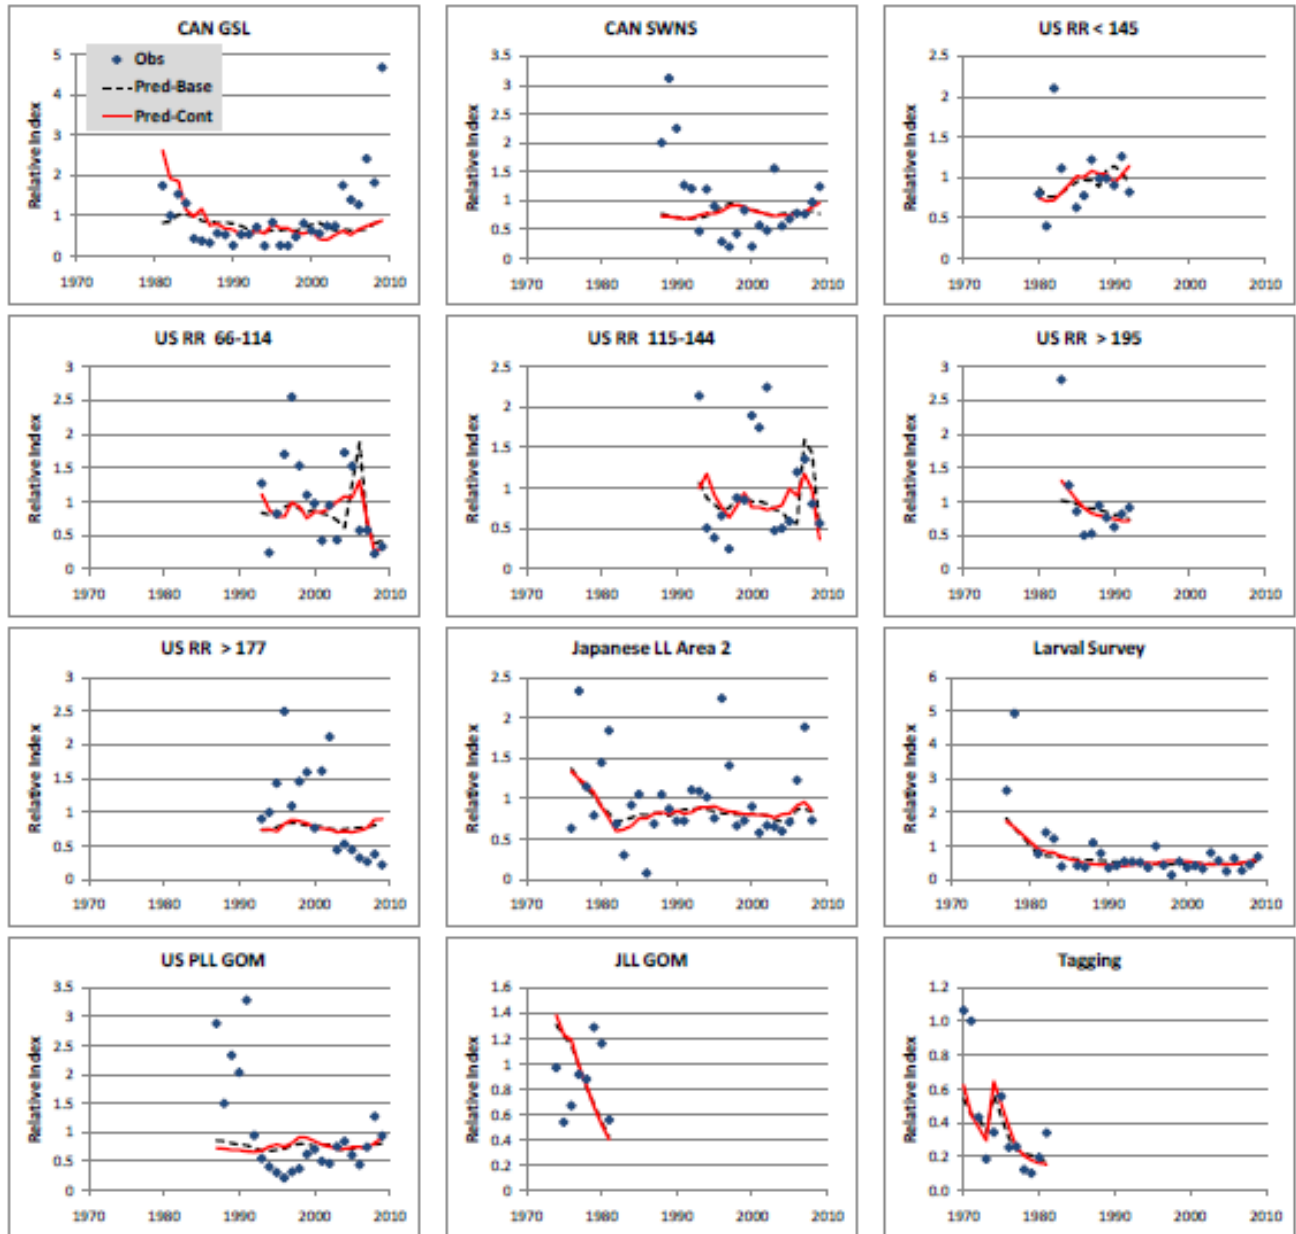 CAN GSL
Relative Index
5
4
3
2
1
0
Obs
Pred-Base
Pred-Cont
1970 1980 1990 2000 2010
CAN SWNS
Relative Index
3.5
3
2.5
2
1.5
1
0.5
0
1970 1980 1990 2000 2010
US RR < 145
Relative Index
2.5
2
1.5
1
0.5
0
1970 1980 1990 2000 2010
US RR 66-114
Relative Index
3
2.5
2
1.5
1
0.5
0
1970 1980 1990 2000 2010
US RR 115-144
Relative Index
2.5
2
1.5
1
0.5
0
1970 1980 1990 2000 2010
US RR > 195
Relative Index
3
2.5
2
1.5
1
0.5
0
1970 1980 1990 2000 2010
US RR > 177
Relative Index
3
2.5
2
1.5
1
0.5
0
1970 1980 1990 2000 2010
Japanese LL Area 2
Relative Index
2.5
2
1.5
1
0.5
0
1970 1980 1990 2000 2010
Larval Survey
Relative Index
6
5
4
3
2
1
0
1970 1980 1990 2000 2010
US PLL GOM
Relative Index
3.5
3
2.5
2
1.5
1
0.5
0
1970 1980 1990 2000 2010
JLL GOM
Relative Index
1.6
1.4
1.2
1
0.8
0.6
0.4
0.2
0
1970 1980 1990 2000 2010
Tagging
Relative Index
1.2
1.0
0.8
0.6
0.4
0.2
0.0
1970 1980 1990 2000 2010